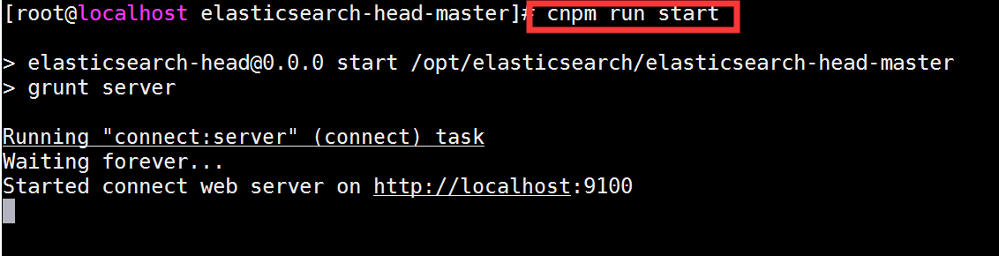 [root@localhost elasticsearch-head-master]# cnpm run start
> elasticsearch-head@0.0.0 start /opt/elasticsearch/elasticsearch-head-master
> grunt server
Running "connect:server" (connect) task
Waiting forever...
Started connect web server on http://localhost:9100